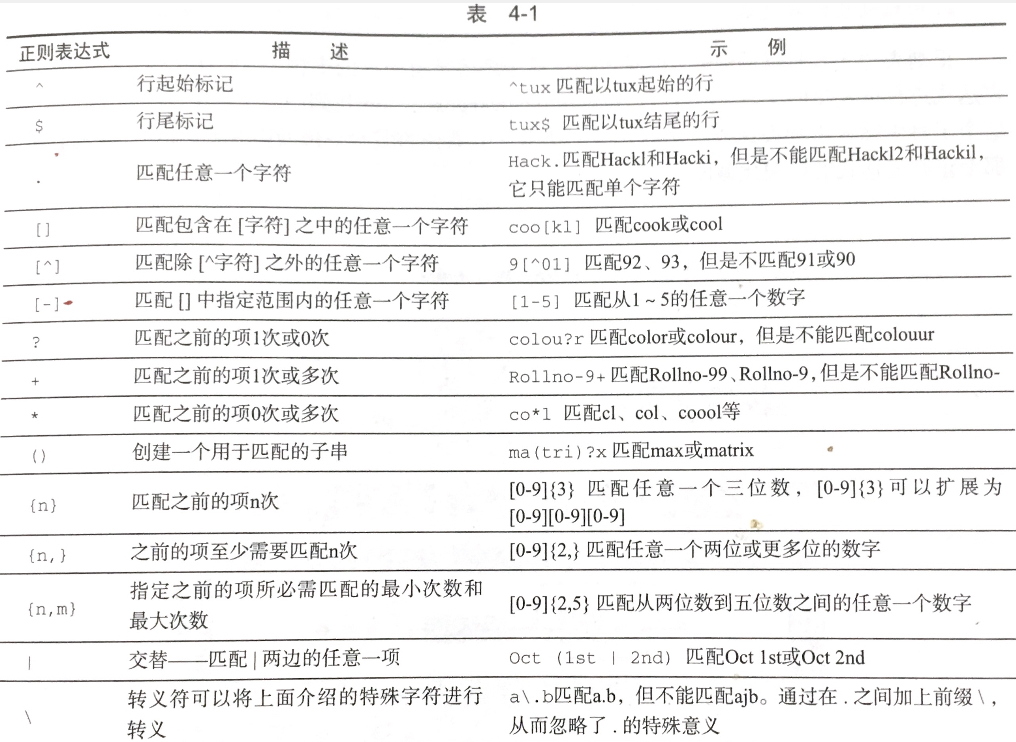 表 4-1
正则表达式 描 述 示 例
^ 行起始标记 ^tux 匹配以tux起始的行
$ 行尾标记 tux$ 匹配以tux结尾的行
. 匹配任意一个字符 Hack.匹配Hackl和Hacki，但是不能匹配Hackl2和Hackil，
它只能匹配单个字符
[] 匹配包含在 [字符] 之中的任意一个字符 coo[kl] 匹配cook或cool
[^] 匹配除 [^字符] 之外的任意一个字符 9[^01] 匹配92、93，但是不匹配91或90
[-] 匹配 [] 中指定范围内的任意一个字符 [1-5] 匹配从1～5的任意一个数字
? 匹配之前的项1次或0次 colou?r 匹配color或colour，但是不能匹配colouur
+ 匹配之前的项1次或多次 Rollno-9+ 匹配Rollno-99、Rollno-9，但是不能匹配Rollno-
* 匹配之前的项0次或多次 co*l 匹配cl、col、coool等
() 创建一个用于匹配的子串 ma(tri)?x 匹配max或matrix
{n} 匹配之前的项n次 [0-9]{3} 匹配任意一个三位数，[0-9]{3}可以扩展为
[0-9][0-9][0-9]
{n,} 之前的项至少需要匹配n次 [0-9]{2,} 匹配任意一个两位或更多位的数字
{n,m} 指定之前的项所必需匹配的最小次数和
最大次数 [0-9]{2,5} 匹配从两位数到五位数之间的任意一个数字
| 交替——匹配 | 两边的任意一项 Oct (1st | 2nd) 匹配Oct 1st或Oct 2nd
\ 转义符可以将上面介绍的特殊字符进行 a\.b匹配a.b，但不能匹配ajb。通过在 . 之间加上前缀 \，
转义 从而忽略了 . 的特殊意义